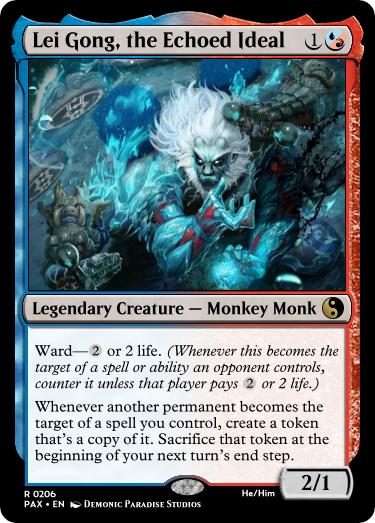 Lei Gong, the Echoed Ideal 1
Legendary Creature — Monkey Monk
Ward—2 or 2 life. (Whenever this becomes the
target of a spell or ability an opponent controls,
counter it unless that player pays 2 or 2 life.)
Whenever another permanent becomes the
target of a spell you control, create a token
that's a copy of it. Sacrifice that token at the
beginning of your next turn's end step.
2/1
R 0206
He/Him
PAX • EN DEMONIC PARADISE STUDIOS